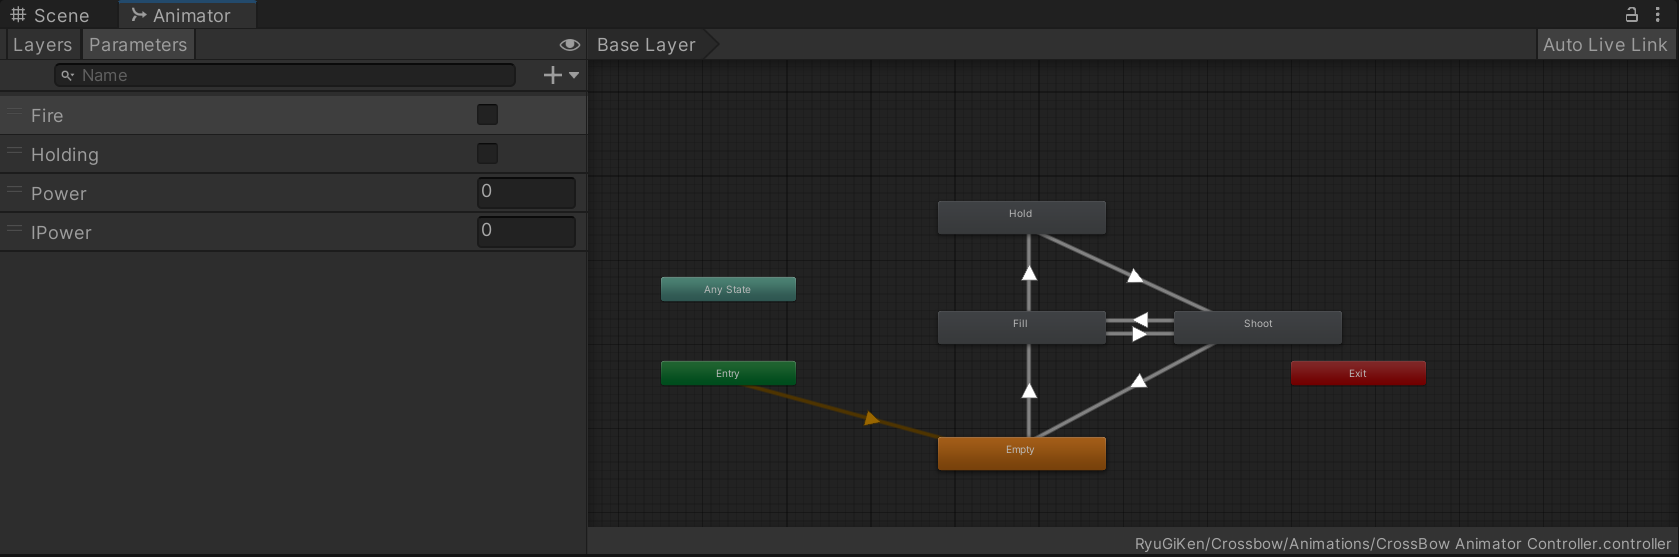 Scene
Animator
Layers
Parameters
Base Layer
Auto Live Link
Name
Fire
Holding
Power
0
IPower
0
Hold
Any State
Fill
Shoot
Entry
Exit
Empty
RyuGiKen/Crossbow/Animations/CrossBow Animator Controller.controller